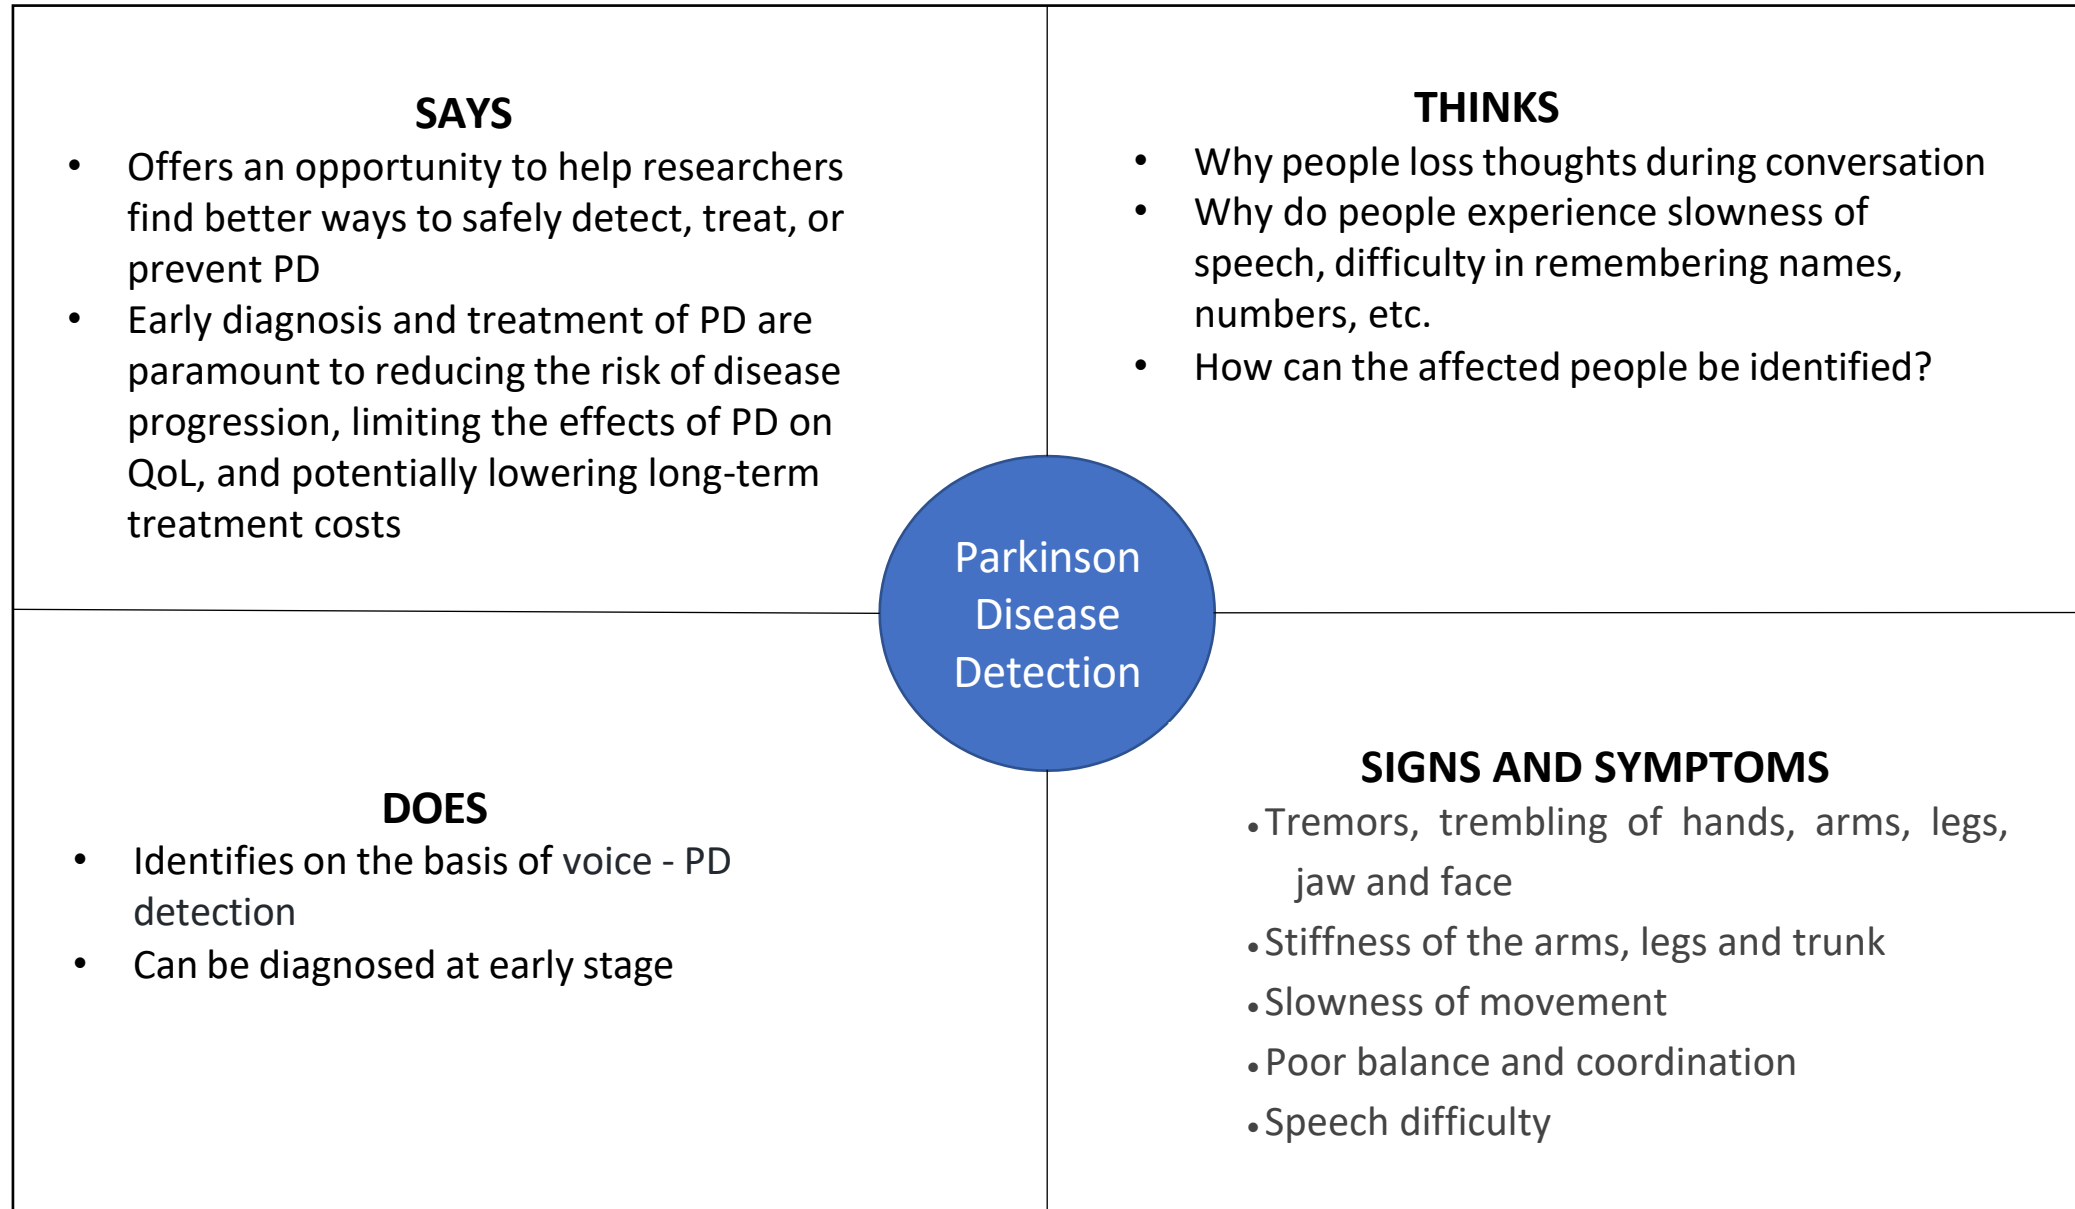 SAYS
• Offers an opportunity to help researchers
find better ways to safely detect, treat, or
prevent PD
• Early diagnosis and treatment of PD are
paramount to reducing the risk of disease
progression, limiting the effects of PD on
QoL, and potentially lowering long-term
treatment costs
THINKS
• Why people loss thoughts during conversation
• Why do people experience slowness of
speech, difficulty in remembering names,
numbers, etc.
• How can the affected people be identified?
Parkinson
Disease
Detection
DOES
• Identifies on the basis of voice - PD
detection
• Can be diagnosed at early stage
SIGNS AND SYMPTOMS
• Tremors, trembling of hands, arms, legs,
jaw and face
• Stiffness of the arms, legs and trunk
• Slowness of movement
• Poor balance and coordination
• Speech difficulty